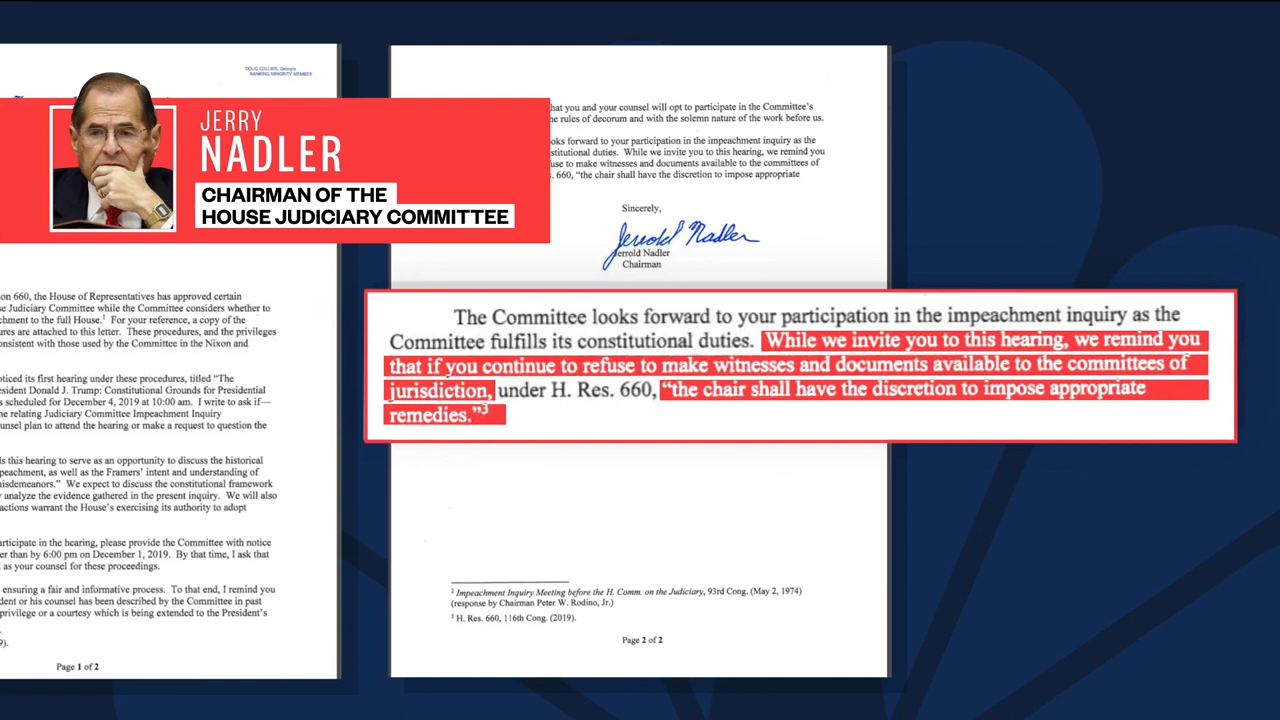 DOUG COLLINS, Georgia
RANKING MINORITY MEMBER
JERRY
NADLER
CHAIRMAN OF THE
HOUSE JUDICIARY COMMITTEE
on 660, the House of Representatives has approved certain
se Judiciary Committee while the Committee considers whether to
chment to the full House.1 For your reference, a copy of the
ures are attached to this letter. These procedures, and the privileges
onsistent with those used by the Committee in the Nixon and
oticed its first hearing under these procedures, titled “The
esident Donald J. Trump: Constitutional Grounds for Presidential
s scheduled for December 4, 2019 at 10:00 am. I write to ask if—
he relating Judiciary Committee Impeachment Inquiry
ounsel plan to attend the hearing or make a request to question the
ds this hearing to serve as an opportunity to discuss the historical
peachment, as well as the Framers’ intent and understanding of
isdemeanors.” We expect to discuss the constitutional framework
y analyze the evidence gathered in the present inquiry. We will also
actions warrant the House’s exercising its authority to adopt
articipate in the hearing, please provide the Committee with notice
er than by 6:00 pm on December 1, 2019. By that time, I ask that
k as your counsel for these proceedings.
ensuring a fair and informative process. To that end, I remind you
dent or his counsel has been described by the Committee in past
privilege or a courtesy which is being extended to the President’s
9).
Page 1 of 2
hat you and your counsel will opt to participate in the Committee’s
he rules of decorum and with the solemn nature of the work before us.
oks forward to your participation in the impeachment inquiry as the
stitutional duties. While we invite you to this hearing, we remind you
fuse to make witnesses and documents available to the committees of
s. 660, “the chair shall have the discretion to impose appropriate
Sincerely,
Jerrold Nadler
Jerrold Nadler
Chairman
The Committee looks forward to your participation in the impeachment inquiry as the
Committee fulfills its constitutional duties. While we invite you to this hearing, we remind you
that if you continue to refuse to make witnesses and documents available to the committees of
jurisdiction, under H. Res. 660, “the chair shall have the discretion to impose appropriate
remedies.”3
2 Impeachment Inquiry Meeting before the H. Comm. on the Judiciary, 93rd Cong. (May 2, 1974)
(response by Chairman Peter W. Rodino, Jr.)
3 H. Res. 660, 116th Cong. (2019).
Page 2 of 2